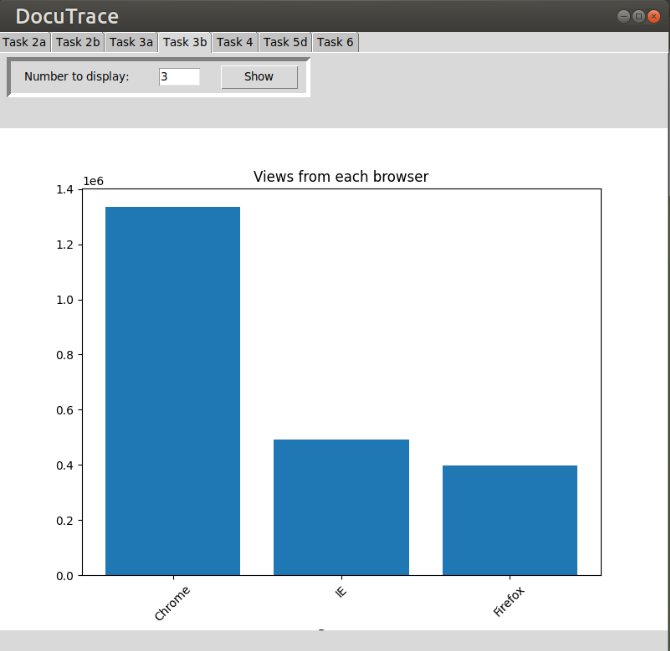 DocuTrace
Task 2a Task 2b Task 3a Task 3b Task 4 Task 5d Task 6
Number to display: 3 Show
Views from each browser
1e6
1.4
1.2
1.0
0.8
0.6
0.4
0.2
0.0
Chrome IE Firefox